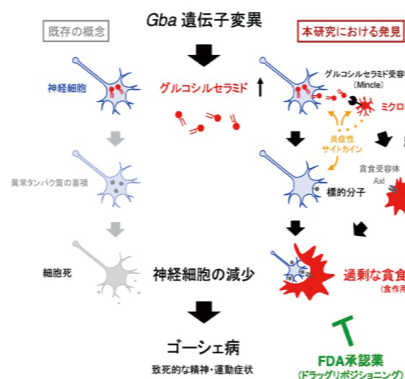 Gba 遺伝子変異
既存の概念
本研究における発見
神経細胞
グルコシルセラミド
グルコシルセラミド受容
(Mincle)
ミクロ
炎症性
サイトカイン
異常タンパク質の蓄積
標的分子
貪食受容体
Axl
細胞死
神経細胞の減少
過剰な貪食
(食作用
ゴーシェ病
致死的な精神・運動症状
FDA承認薬
(ドラッグリポジショニング)